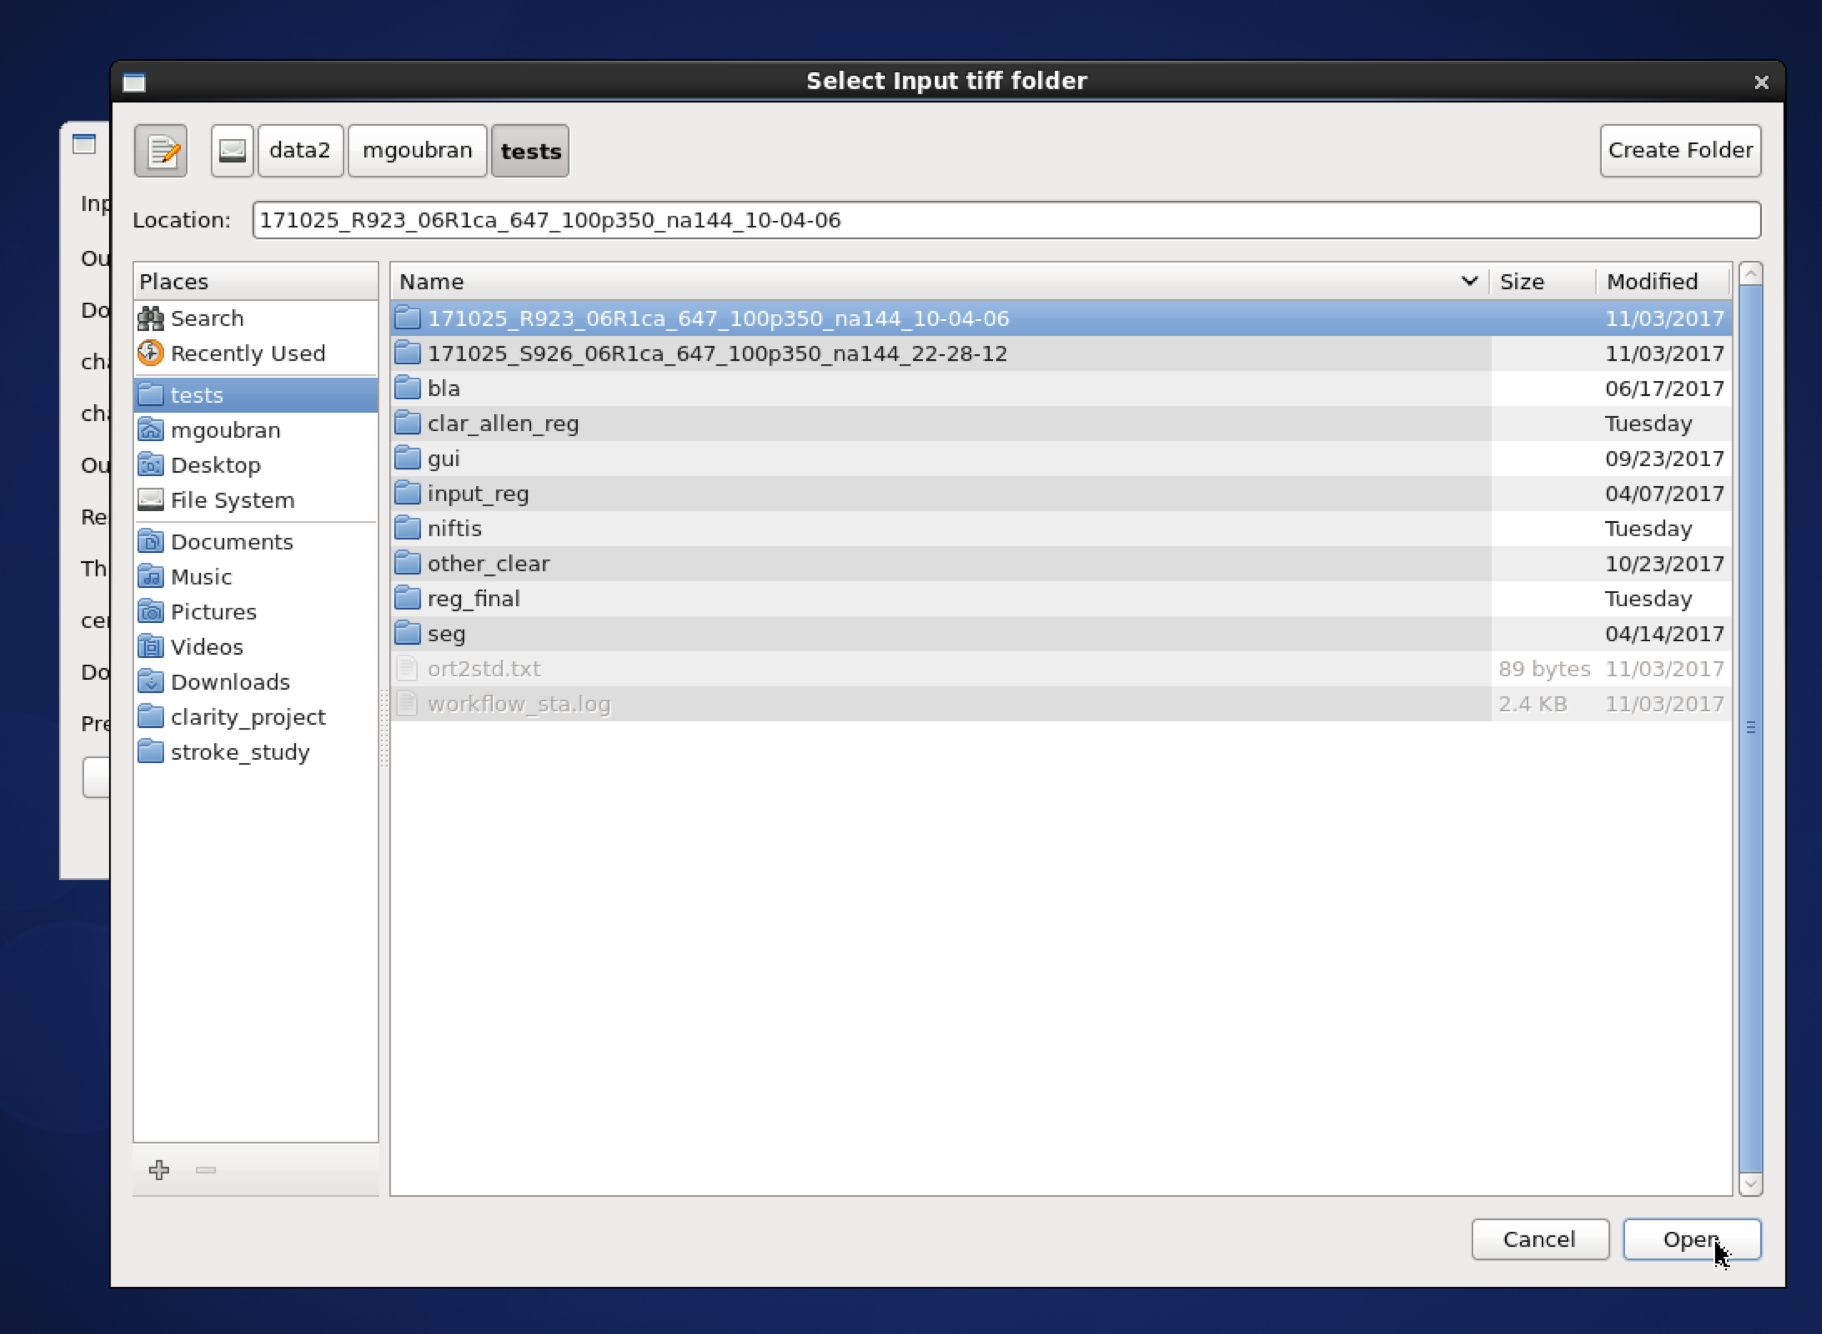 Select Input tiff folder
data2 mgoubran tests Create Folder
Location: 171025_R923_06R1ca_647_100p350_na144_10-04-06
Places
Search
Recently Used
tests
mgoubran
Desktop
File System
Documents
Music
Pictures
Videos
Downloads
clarity_project
stroke_study
Name Size Modified
171025_R923_06R1ca_647_100p350_na144_10-04-06 11/03/2017
171025_S926_06R1ca_647_100p350_na144_22-28-12 11/03/2017
bla 06/17/2017
clar_allen_reg Tuesday
gui 09/23/2017
input_reg 04/07/2017
niftis Tuesday
other_clear 10/23/2017
reg_final Tuesday
seg 04/14/2017
ort2std.txt 89 bytes 11/03/2017
workflow_sta.log 2.4 KB 11/03/2017
Cancel Open
Inp
Ou
Do
cha
cha
Ou
Re
Th
cer
Do
Pre